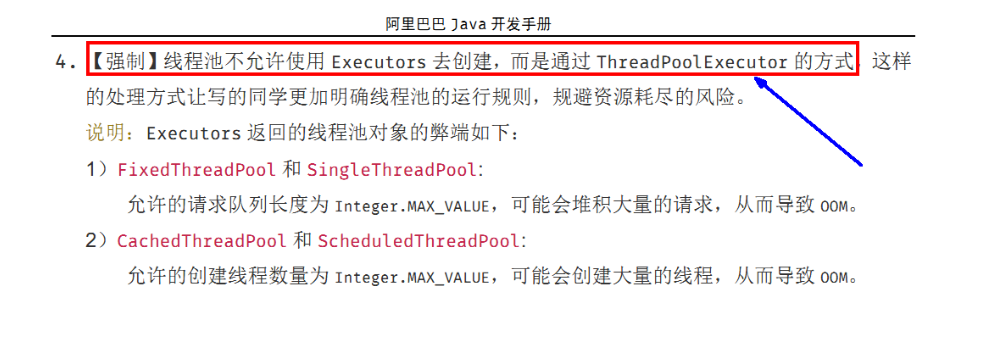 阿里巴巴 Java 开发手册
4. 【强制】线程池不允许使用 Executors 去创建，而是通过 ThreadPoolExecutor 的方式，这样
的处理方式让写的同学更加明确线程池的运行规则，规避资源耗尽的风险。
说明：Executors 返回的线程池对象的弊端如下：
1）FixedThreadPool 和 SingleThreadPool:
允许的请求队列长度为 Integer.MAX_VALUE，可能会堆积大量的请求，从而导致 OOM。
2）CachedThreadPool 和 ScheduledThreadPool:
允许的创建线程数量为 Integer.MAX_VALUE，可能会创建大量的线程，从而导致 OOM。